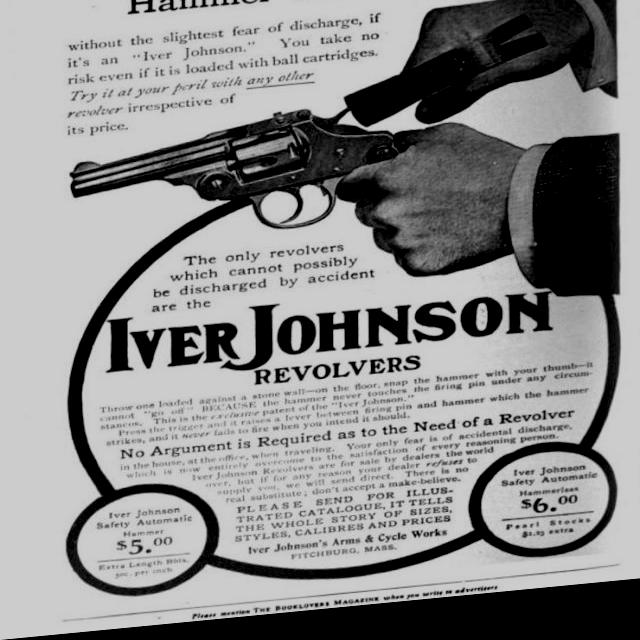 Hammer
without the slightest fear of discharge, if
it's an "Iver Johnson." You take no
risk even if it is loaded with ball cartridges.
Try it at your peril with any other
revolver irrespective of
its price.
The only revolvers
which cannot possibly
be discharged by accident
are the
IVER JOHNSON
REVOLVERS
Throw one loaded against a stone wall—on the floor, snap the hammer with your thumb—it
cannot "go off" BECAUSE the hammer never touches the firing pin under any circum-
stances. This is the exclusive patent of the "Iver Johnson."
Press the trigger and it raises a lever between firing pin and hammer which the hammer
strikes, and it never fails to fire when you intend it should.
No Argument is Required as to the Need of a Revolver
in the house, at the office, when traveling. Your only fear is of accidental discharge,
which is now entirely overcome to the satisfaction of every reasoning person.
Iver Johnson Revolvers are for sale by dealers the world
over, but if for any reason your dealer refuses to
supply you, we will send direct. There is no
real substitute; don't accept a make-believe.
PLEASE SEND FOR ILLUS-
TRATED CATALOGUE, IT TELLS
THE WHOLE STORY OF SIZES,
STYLES, CALIBRES AND PRICES
Iver Johnson's Arms & Cycle Works
FITCHBURG, MASS.
Iver Johnson
Safety Automatic
Hammer
$5.00
Extra Length Bbls.
50c. per inch
Iver Johnson
Safety Automatic
Hammerless
$6.00
Pearl Stocks
$1.25 extra
Please mention THE BOOKLOVERS MAGAZINE when you write to advertisers